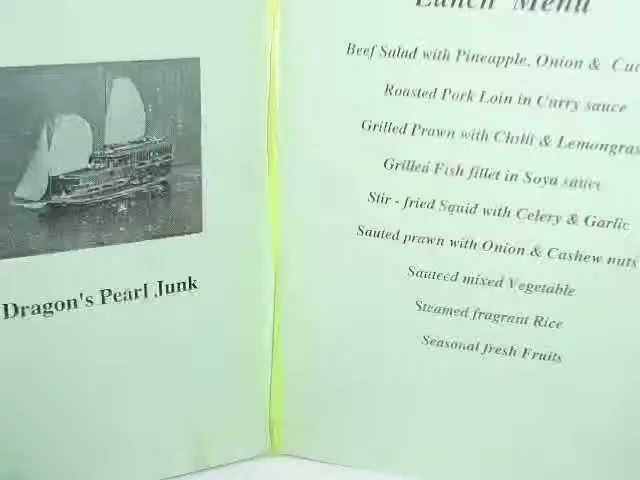 Dragon's Pearl Junk
Lunch Menu
Beef Salad with Pineapple, Onion &
Roasted Pork Loin in Curry sauce
Grilled Prawn with Chilli & Lemongras
Grilled Fish fillet in Soya sauce
Stir - fried Squid with Celery & Garlic
Sauted prawn with Onion & Cashew nuts
Sauteed mixed Vegetable
Steamed fragrant Rice
Seasonal fresh Fruits